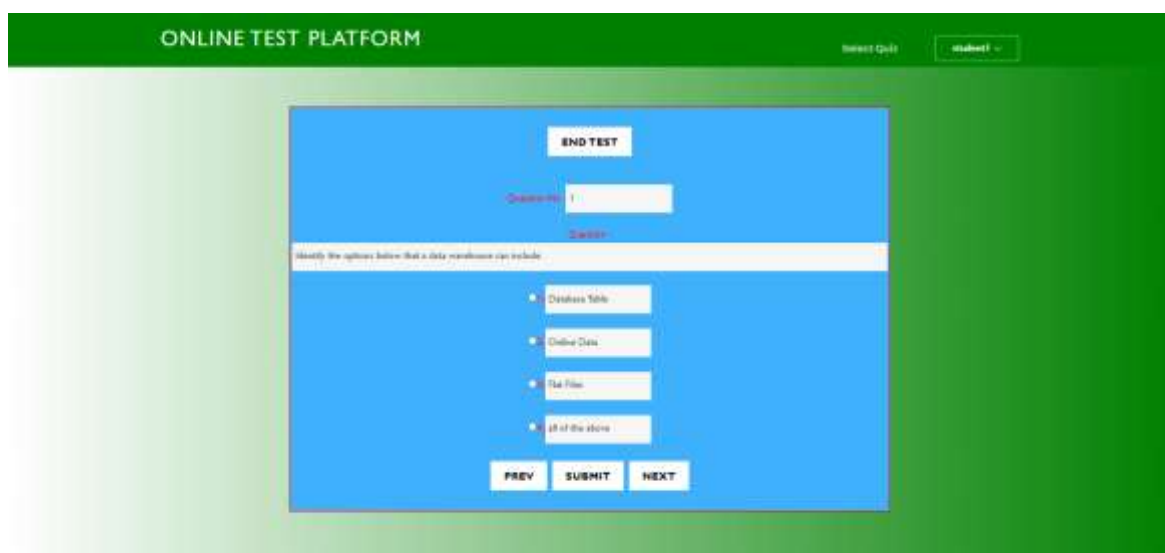 ONLINE TEST PLATFORM
Select Quiz
student1
END TEST
Question No 1
Question
Identify the options below that a data warehouse can include
Database Table
Online Data
Flat Files
all of the above
PREV SUBMIT NEXT